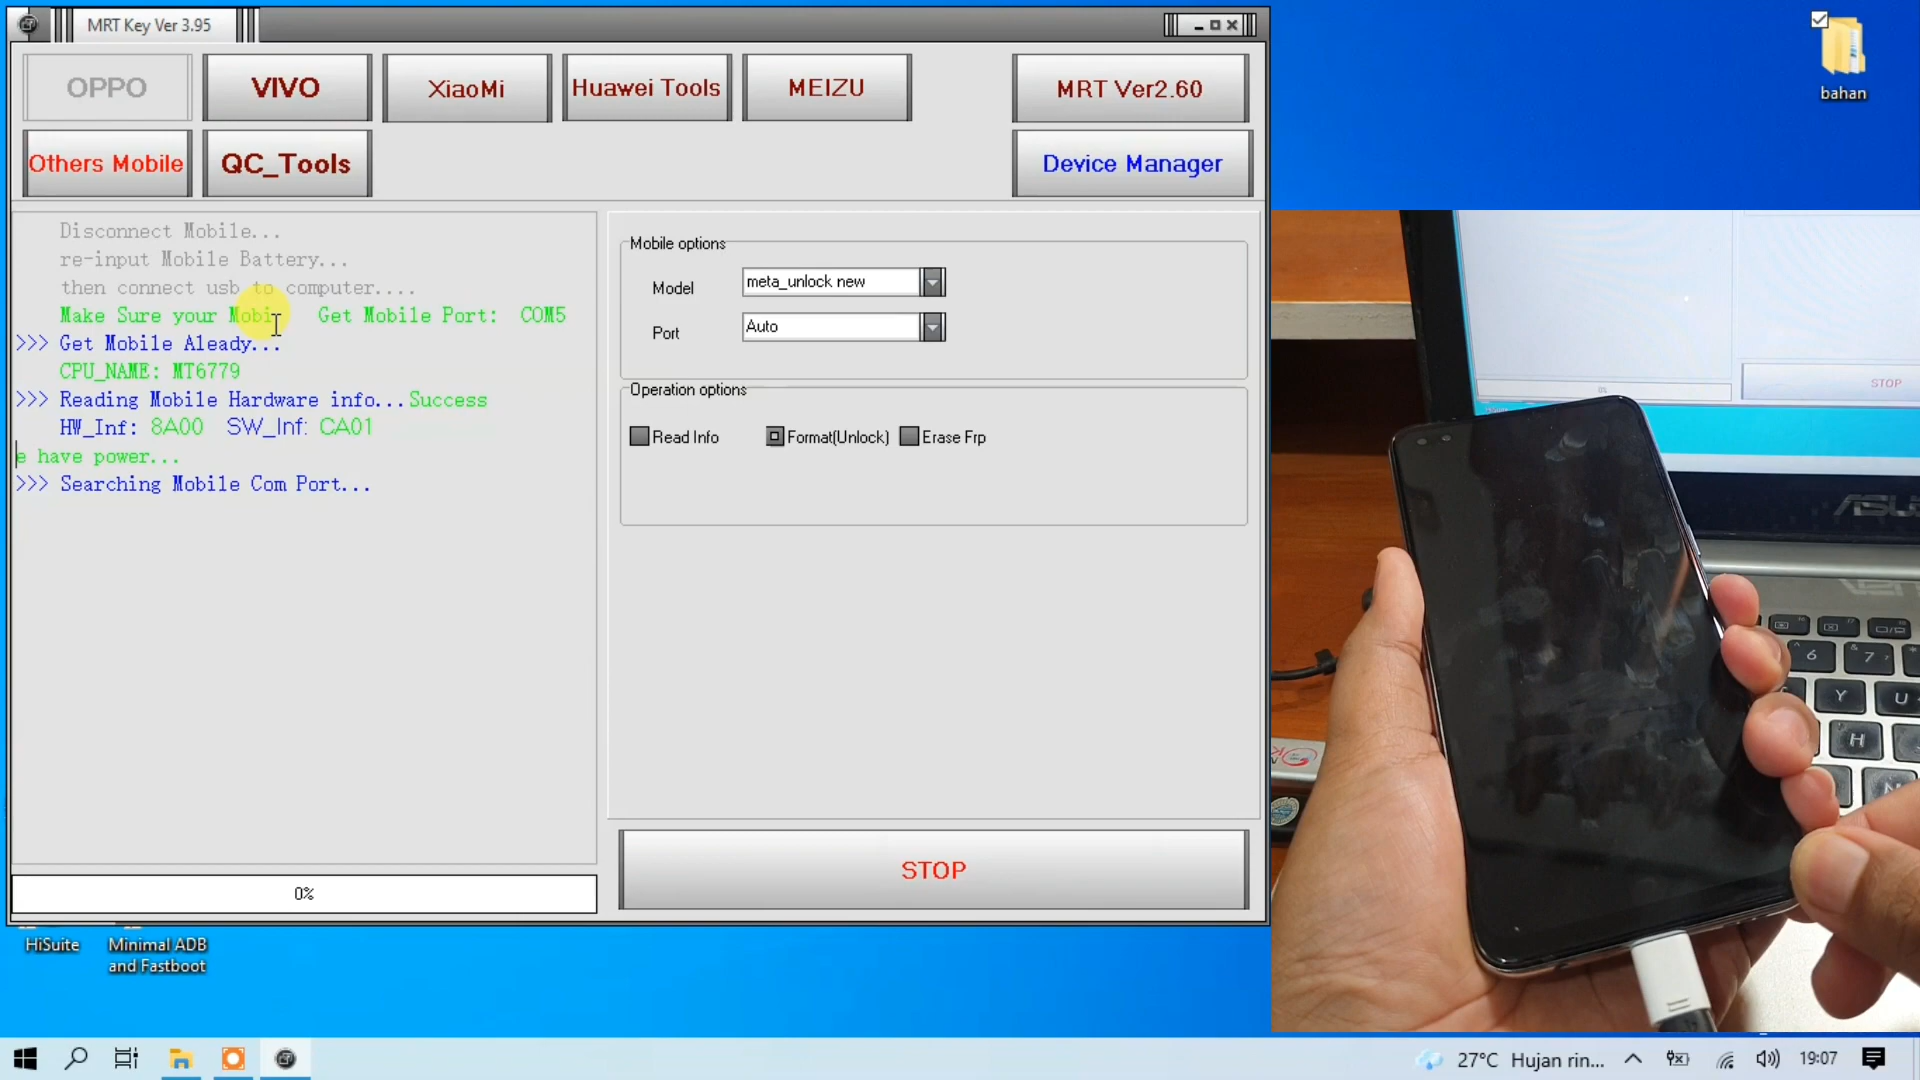 MRT Key Ver 3.95
OPPO
VIVO
XiaoMi
Huawei Tools
MEIZU
MRT Ver2.60
Others Mobile
QC_Tools
Device Manager
Disconnect Mobile...
re-input Mobile Battery...
then connect usb to computer....
Make Sure your Mobi Get Mobile Port: COM5
>>> Get Mobile Aleady...
CPU_NAME: MT6779
>>> Reading Mobile Hardware info...Success
HW_Inf: 8A00 SW_Inf: CA01
e have power...
>>> Searching Mobile Com Port...
0%
Mobile options
Model
meta_unlock new
Port
Auto
Operation options
Read Info
Format(Unlock)
Erase Frp
STOP
bahan
0%
STOP
ASUS
6
7
Y
U
H
N
HiSuite
Minimal ADB
and Fastboot
27°C Hujan rin...
19:07